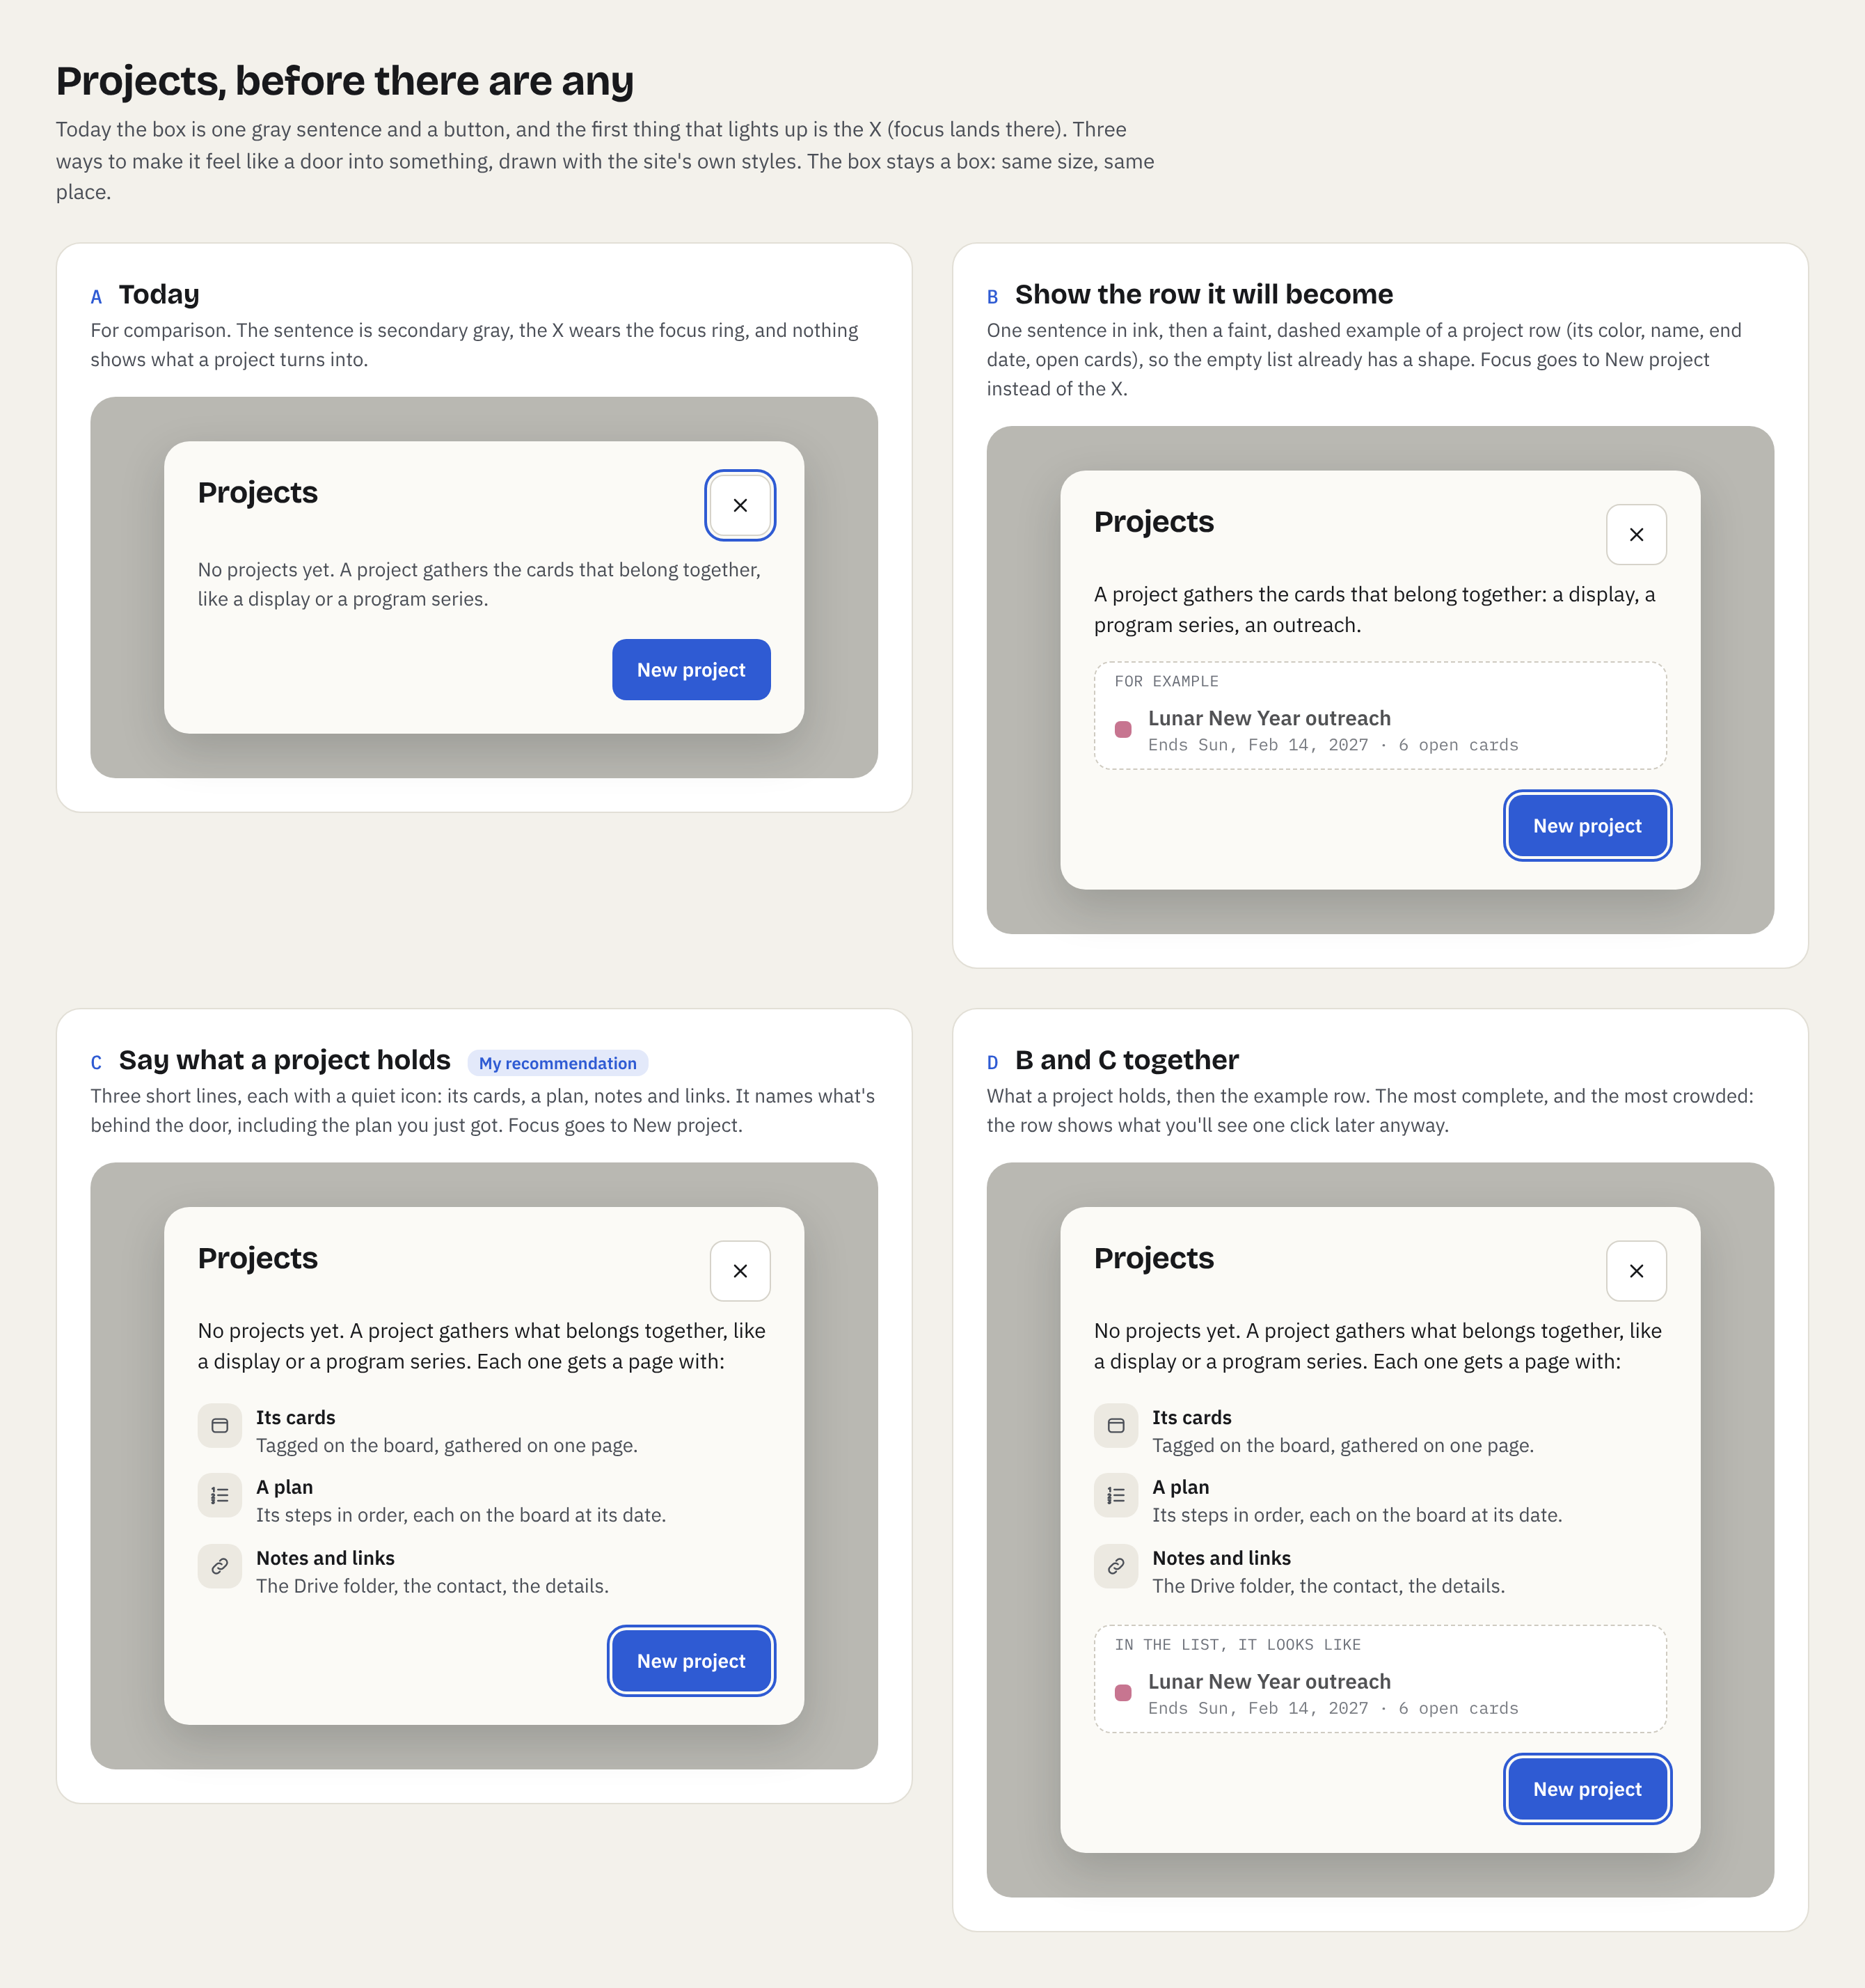 Projects, before there are any
Today the box is one gray sentence and a button, and the first thing that lights up is the X (focus lands there). Three
ways to make it feel like a door into something, drawn with the site's own styles. The box stays a box: same size, same
place.
A Today
For comparison. The sentence is secondary gray, the X wears the focus ring, and nothing
shows what a project turns into.
Projects
No projects yet. A project gathers the cards that belong together,
like a display or a program series.
New project
B Show the row it will become
One sentence in ink, then a faint, dashed example of a project row (its color, name, end
date, open cards), so the empty list already has a shape. Focus goes to New project
instead of the X.
Projects
A project gathers the cards that belong together: a display, a
program series, an outreach.
FOR EXAMPLE
Lunar New Year outreach
Ends Sun, Feb 14, 2027 · 6 open cards
New project
C Say what a project holds My recommendation
Three short lines, each with a quiet icon: its cards, a plan, notes and links. It names what's
behind the door, including the plan you just got. Focus goes to New project.
Projects
No projects yet. A project gathers what belongs together, like
a display or a program series. Each one gets a page with:
Its cards
Tagged on the board, gathered on one page.
A plan
Its steps in order, each on the board at its date.
Notes and links
The Drive folder, the contact, the details.
New project
D B and C together
What a project holds, then the example row. The most complete, and the most crowded:
the row shows what you'll see one click later anyway.
Projects
No projects yet. A project gathers what belongs together, like
a display or a program series. Each one gets a page with:
Its cards
Tagged on the board, gathered on one page.
A plan
Its steps in order, each on the board at its date.
Notes and links
The Drive folder, the contact, the details.
IN THE LIST, IT LOOKS LIKE
Lunar New Year outreach
Ends Sun, Feb 14, 2027 · 6 open cards
New project